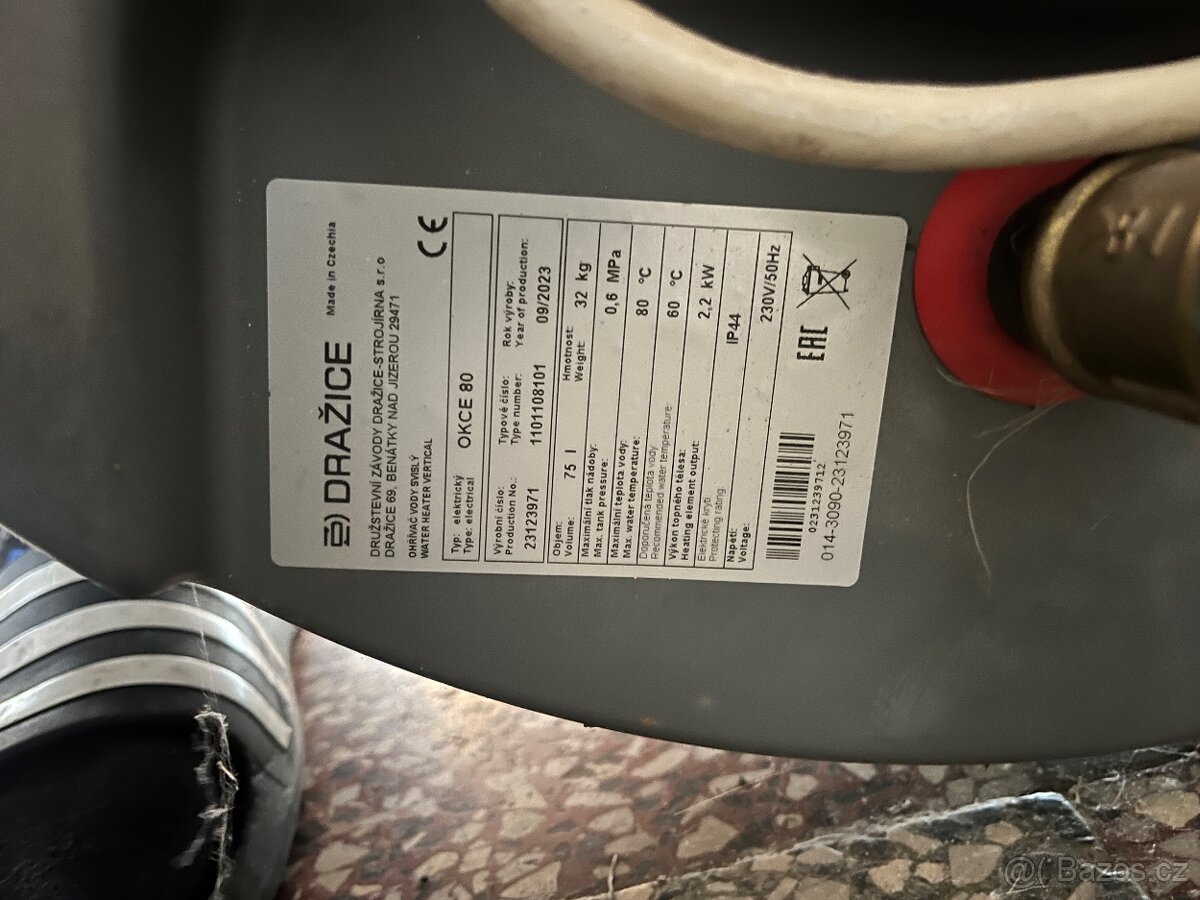 DRAŽICE Made in Czechia
DRUŽSTEVNÍ ZÁVODY DRAŽICE-STROJÍRNA s.r.o
DRAŽICE 69, BENÁTKY NAD JIZEROU 29471
OHŘÍVAČ VODY SVISLÝ
WATER HEATER VERTICAL
CE
Typ: elektrický
Type: electrical
OKCE 80
Výrobní číslo: Typové číslo: Rok výroby:
Production No.: Type number: Year of production:
23123971 1101108101 09/2023
Objem: Hmotnost:
Volume: 75 l Weight: 32 kg
Maximální tlak nádoby:
Max. tank pressure: 0,6 MPa
Maximální teplota vody:
Max. water temperature: 80 °C
Doporučená teplota vody
Recommended water temperature: 60 °C
Výkon topného tělesa:
Heating element output: 2,2 kW
Elektrické krytí
Protecting rating: IP44
Napětí:
Voltage: 230V/50Hz
0231239712
EAC
014-3090-23123971
@( Bazos.cz